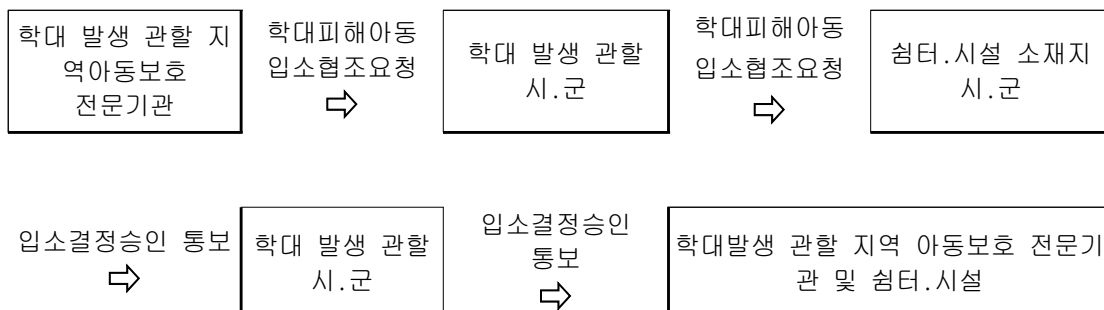 학대 발생 관할 지
역아동보호
전문기관
학대피해아동
입소협조요청
⇨
학대 발생 관할
시.군
학대피해아동
입소협조요청
⇨
쉼터.시설 소재지
시.군
입소결정승인 통보
⇨
학대 발생 관할
시.군
입소결정승인
통보
⇨
학대발생 관할 지역 아동보호 전문기
관 및 쉼터.시설